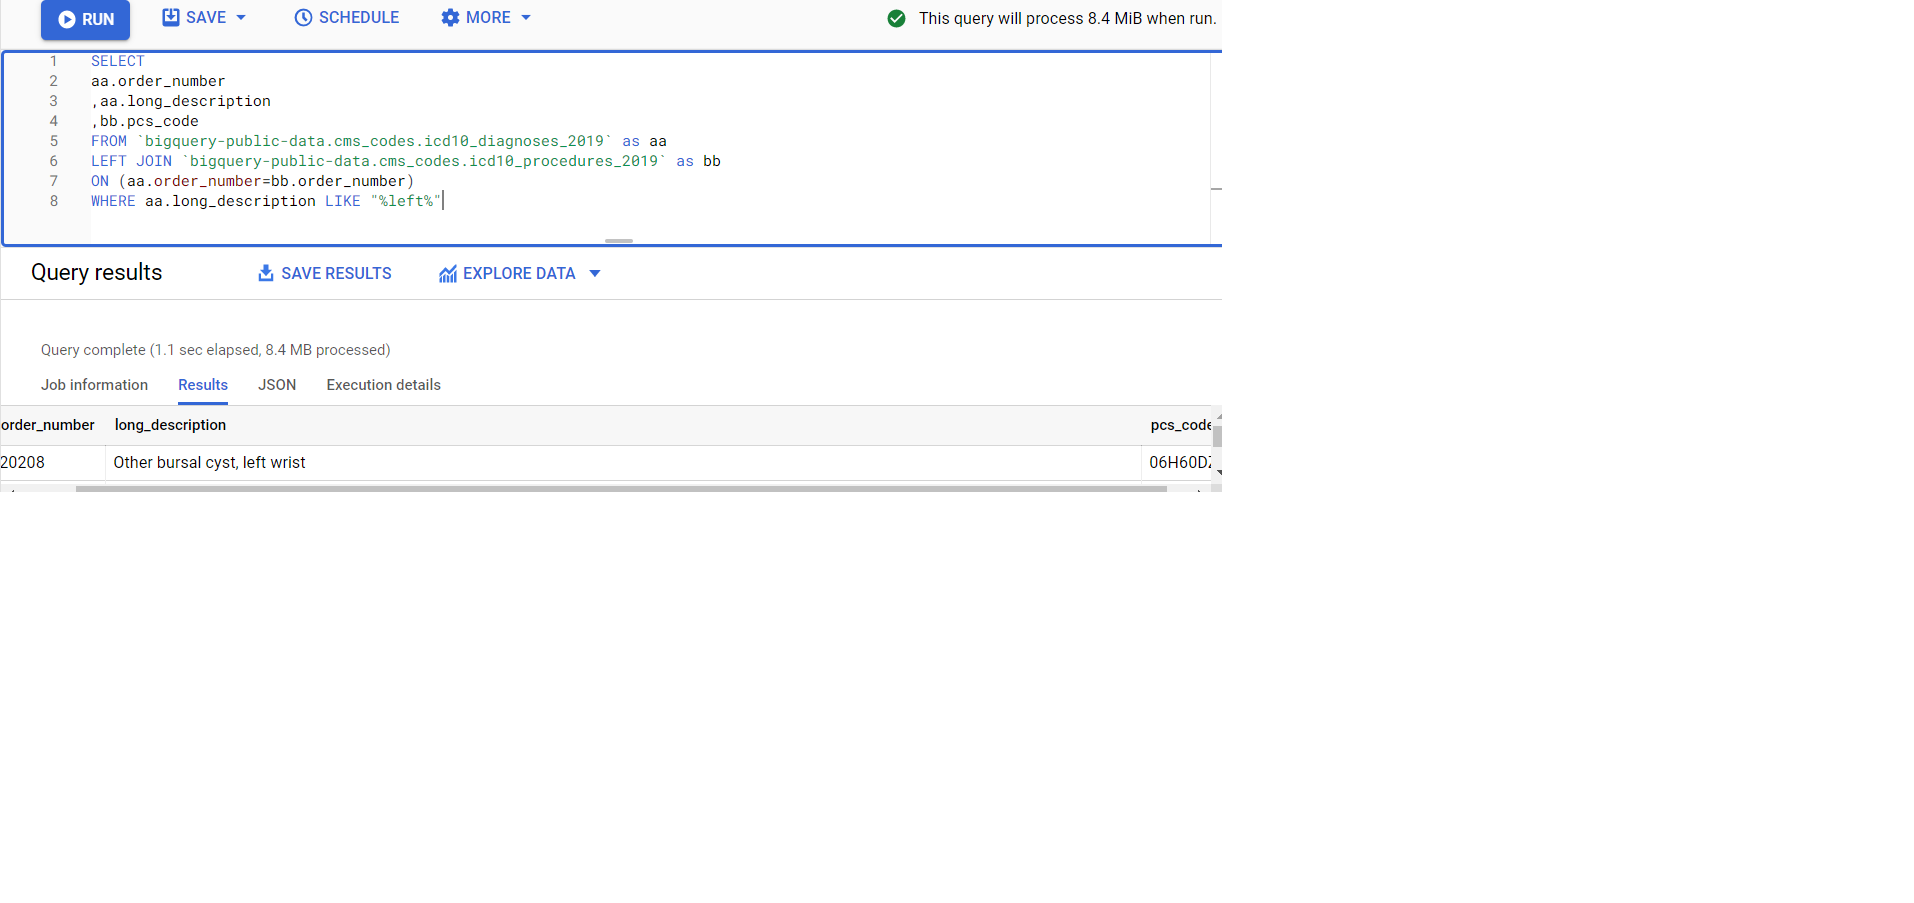 RUN SAVE SCHEDULE MORE This query will process 8.4 MiB when run.
1 SELECT
2 aa.order_number
3 ,aa.long_description
4 ,bb.pcs_code
5 FROM `bigquery-public-data.cms_codes.icd10_diagnoses_2019` as aa
6 LEFT JOIN `bigquery-public-data.cms_codes.icd10_procedures_2019` as bb
7 ON (aa.order_number=bb.order_number)
8 WHERE aa.long_description LIKE "%left%"
Query results SAVE RESULTS EXPLORE DATA
Query complete (1.1 sec elapsed, 8.4 MB processed)
Job information Results JSON Execution details
order_number long_description pcs_code
20208 Other bursal cyst, left wrist 06H60DZ